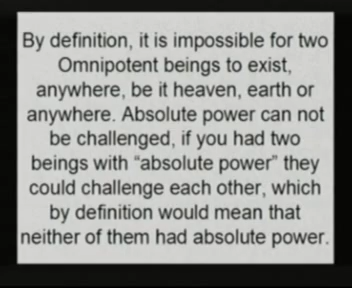 By definition, it is impossible for two
Omnipotent beings to exist,
anywhere, be it heaven, earth or
anywhere. Absolute power can not
be challenged, if you had two
beings with “absolute power” they
could challenge each other, which
by definition would mean that
neither of them had absolute power.